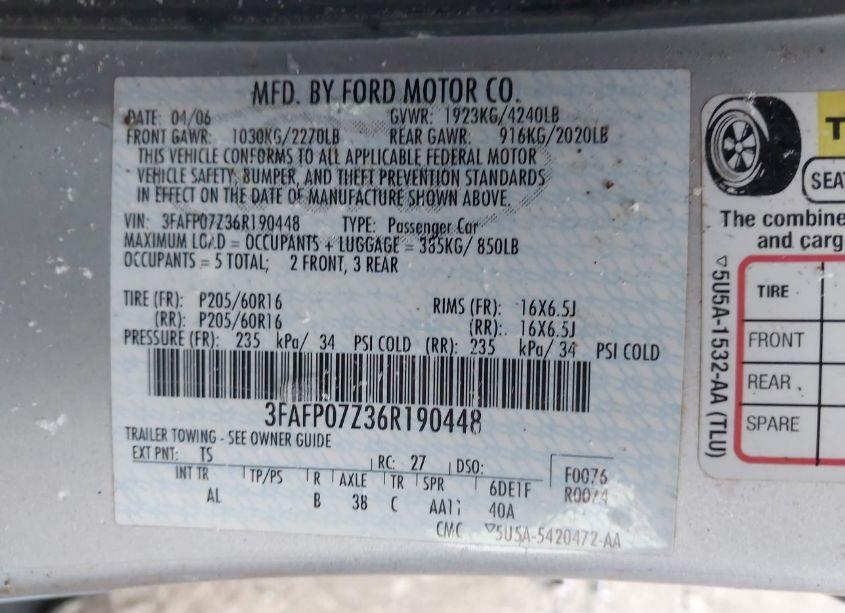 MFD. BY FORD MOTOR CO.
DATE: 04/06 GVWR: 1923KG/4240LB
FRONT GAWR: 1030KG/2270LB REAR GAWR: 916KG/2020LB
THIS VEHICLE CONFORMS TO ALL APPLICABLE FEDERAL MOTOR
VEHICLE SAFETY, BUMPER, AND THEFT PREVENTION STANDARDS
IN EFFECT ON THE DATE OF MANUFACTURE SHOWN ABOVE.
VIN: 3FAFP07Z36R190448 TYPE: Passenger Car
MAXIMUM LOAD = OCCUPANTS + LUGGAGE = 385KG/ 850LB
OCCUPANTS = 5 TOTAL; 2 FRONT, 3 REAR
TIRE (FR): P205/60R16 RIMS (FR): 16X6.5J
(RR): P205/60R16 (RR): 16X6.5J
PRESSURE (FR): 235 kPa/ 34 PSI COLD (RR): 235 kPa/ 34 PSI COLD
3FAFP07Z36R190448
TRAILER TOWING - SEE OWNER GUIDE
EXT PNT: TS RC: 27 DSO: F0076
INT TR TP/PS R AXLE TR SPR 6DE1F R0074
AL B 38 C 40A
CMC 5U5A-5420472-AA
T
SEAT
The combine
and carg
TIRE
FRONT
REAR
SPARE
5U5A-1532-AA (TLU)